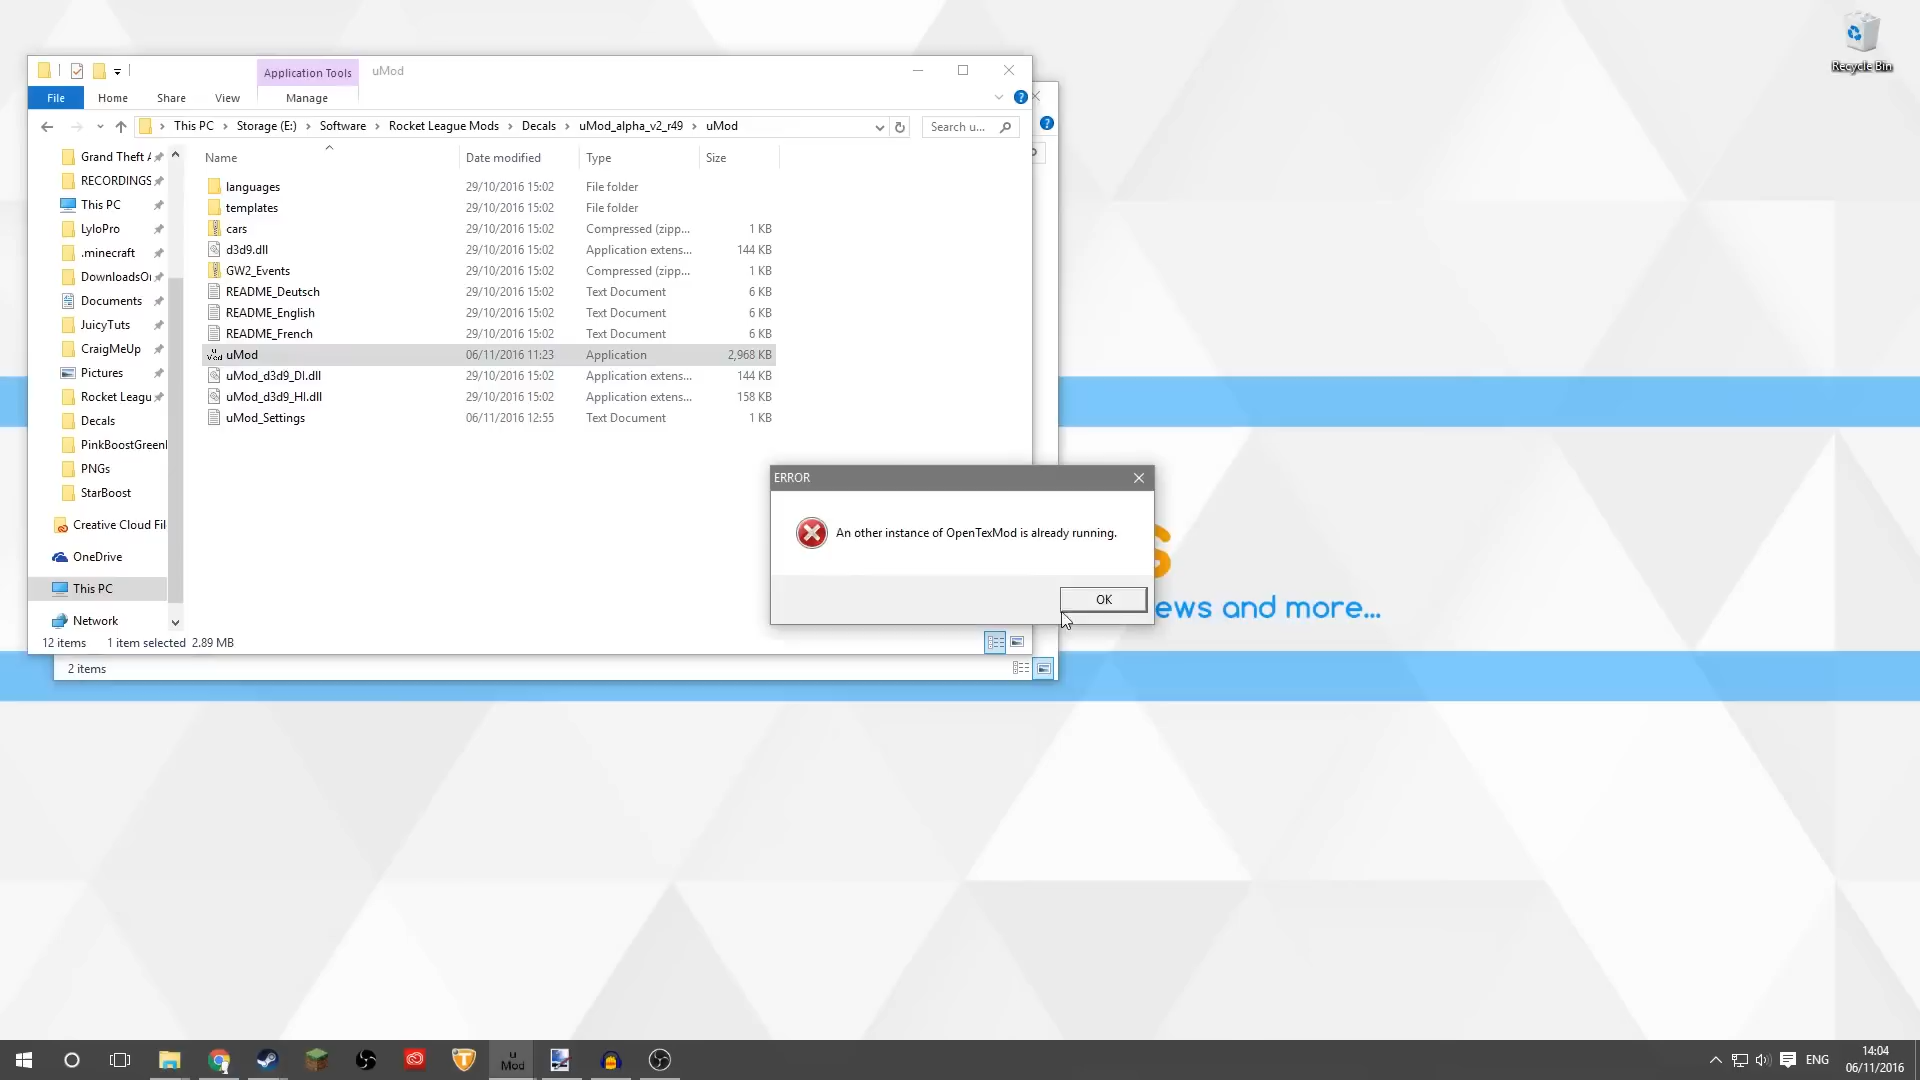 Recycle Bin
Application Tools
uMod
File
Home
Share
View
Manage
This PC
Storage (E:)
Software
Rocket League Mods
Decals
uMod_alpha_v2_r49
uMod
Search u...
Name
Date modified
Type
Size
Grand Theft A
RECORDINGS
This PC
LyloPro
.minecraft
DownloadsOn
Documents
JuicyTuts
CraigMeUp
Pictures
Rocket Leagu
Decals
PinkBoostGreenl
PNGs
StarBoost
Creative Cloud Fil
OneDrive
This PC
Network
languages 29/10/2016 15:02 File folder
templates 29/10/2016 15:02 File folder
cars 29/10/2016 15:02 Compressed (zipp... 1 KB
d3d9.dll 29/10/2016 15:02 Application extens... 144 KB
GW2_Events 29/10/2016 15:02 Compressed (zipp... 1 KB
README_Deutsch 29/10/2016 15:02 Text Document 6 KB
README_English 29/10/2016 15:02 Text Document 6 KB
README_French 29/10/2016 15:02 Text Document 6 KB
uMod 06/11/2016 11:23 Application 2,968 KB
uMod_d3d9_DI.dll 29/10/2016 15:02 Application extens... 144 KB
uMod_d3d9_HI.dll 29/10/2016 15:02 Application extens... 158 KB
uMod_Settings 06/11/2016 12:55 Text Document 1 KB
12 items 1 item selected 2.89 MB
2 items
ERROR
An other instance of OpenTexMod is already running.
OK
S
ews and more...
u
Mod
ENG
14:04
06/11/2016